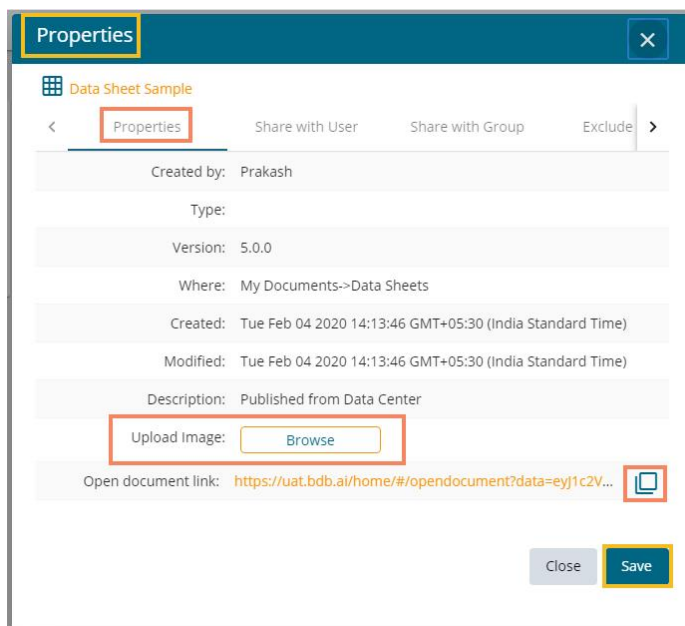 Properties
Data Sheet Sample
Properties Share with User Share with Group Exclude
Created by: Prakash
Type:
Version: 5.0.0
Where: My Documents->Data Sheets
Created: Tue Feb 04 2020 14:13:46 GMT+05:30 (India Standard Time)
Modified: Tue Feb 04 2020 14:13:46 GMT+05:30 (India Standard Time)
Description: Published from Data Center
Upload Image: Browse
Open document link: https://uat.bdb.ai/home/#/opendocument?data=eyJ1c2V...
Close Save